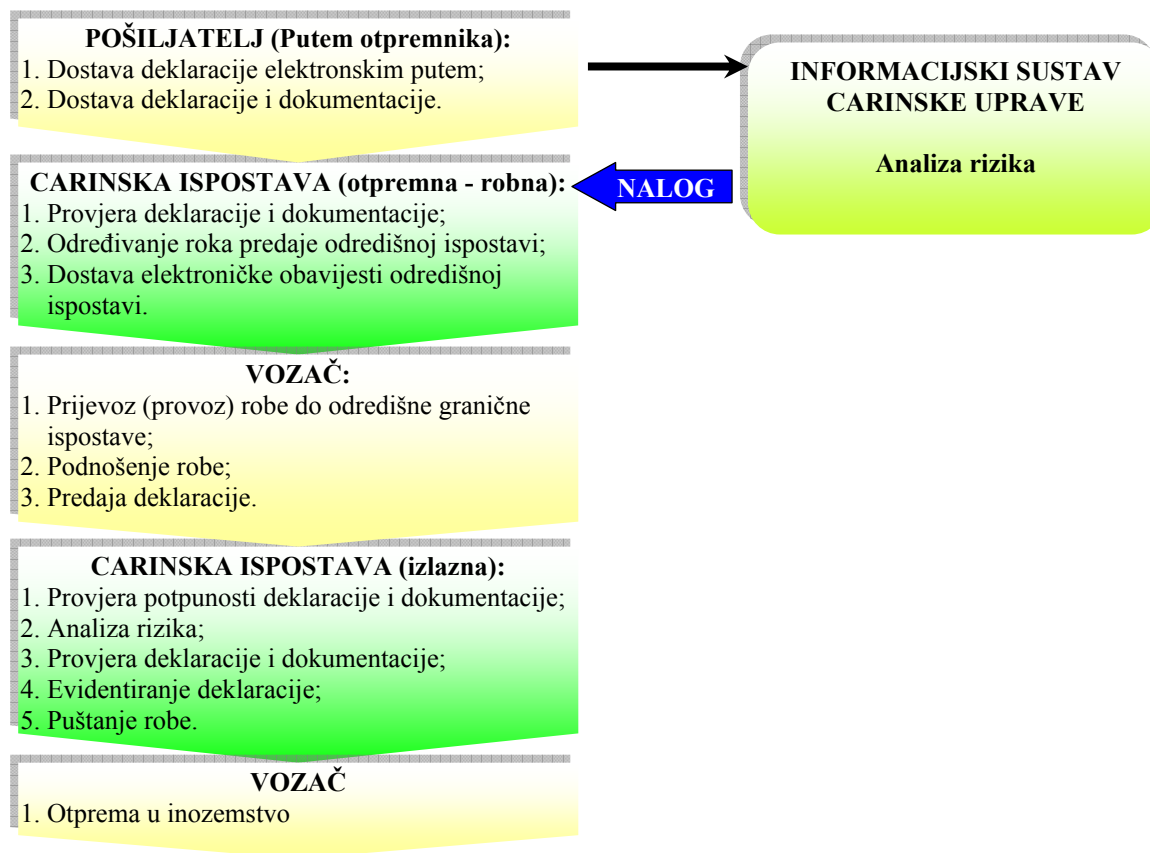 POŠILJATELJ (Putem otpremnika):
1. Dostava deklaracije elektronskim putem;
2. Dostava deklaracije i dokumentacije.
INFORMACIJSKI SUSTAV
CARINSKE UPRAVE
Analiza rizika
NALOG
CARINSKA ISPOSTAVA (otpremna - robna):
1. Provjera deklaracije i dokumentacije;
2. Određivanje roka predaje odredišnoj ispostavi;
3. Dostava elektroničke obavijesti odredišnoj
ispostavi.
VOZAČ:
1. Prijevoz (provoz) robe do odredišne granične
ispostave;
2. Podnošenje robe;
3. Predaja deklaracije.
CARINSKA ISPOSTAVA (izlazna):
1. Provjera potpunosti deklaracije i dokumentacije;
2. Analiza rizika;
3. Provjera deklaracije i dokumentacije;
4. Evidentiranje deklaracije;
5. Puštanje robe.
VOZAČ
1. Otprema u inozemstvo